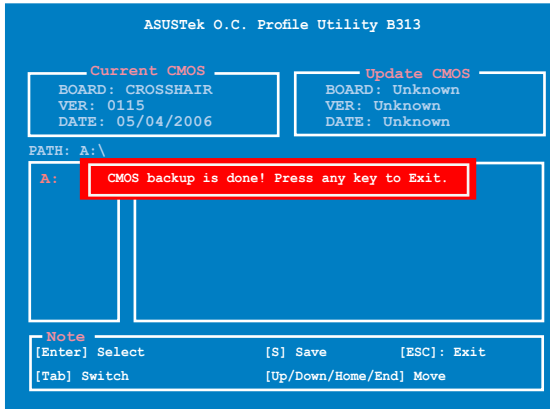 ASUSTek O.C. Profile Utility B313
Current CMOS
BOARD: CROSSHAIR
VER: 0115
DATE: 05/04/2006
Update CMOS
BOARD: Unknown
VER: Unknown
DATE: Unknown
PATH: A:\
A:
CMOS backup is done! Press any key to Exit.
Note
[Enter] Select [S] Save [ESC]: Exit
[Tab] Switch [Up/Down/Home/End] Move